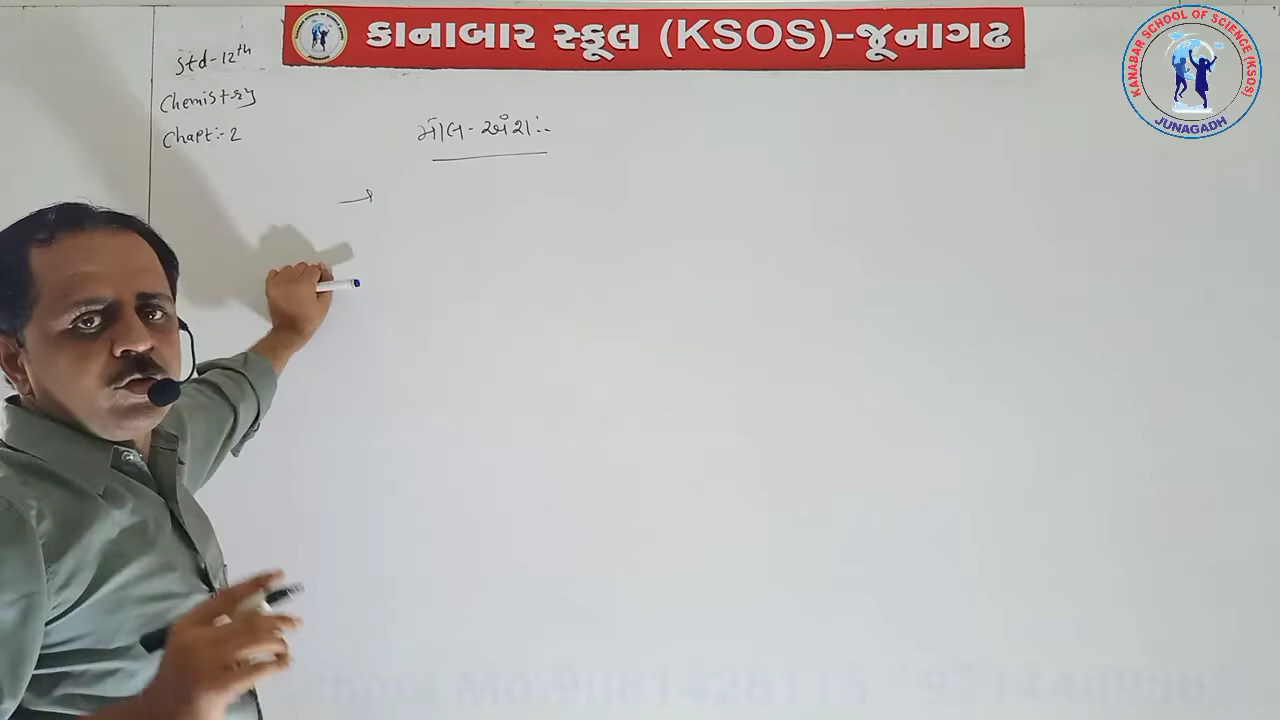 કાનાબાર સ્કૂલ (KSOS)-જૂનાગઢ
KANABAR SCHOOL OF SCIENCE (KSOS)
JUNAGADH
Std-12th
Chemistry
Chapt:-2
મોલ-અંશ:-